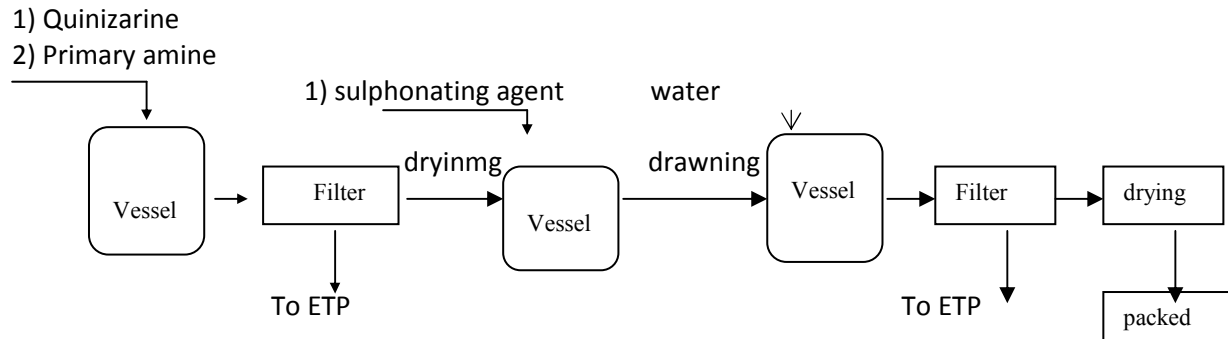 1) Quinizarine
2) Primary amine
1) sulphonating agent
water
dryinmg
drawning
Vessel
Filter
Vessel
Vessel
Filter
drying
To ETP
To ETP
packed